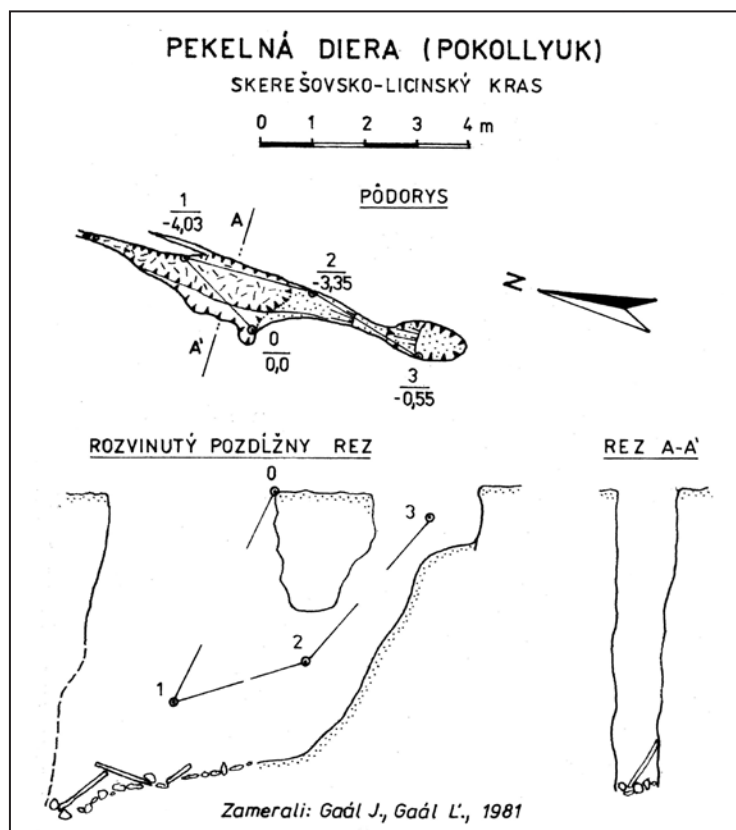 PEKELNÁ DIERA (POKOLLYUK)
SKEREŠOVSKO-LICINSKÝ KRAS
0 1 2 3 4 m
PÔDORYS
1
-4,03
A
2
-3,35
N
A'
0
0,0
3
-0,55
ROZVINUTÝ POZDĹŽNY REZ
REZ A-A'
0
3
2
1
Zamerali: Gaál J., Gaál Ľ., 1981